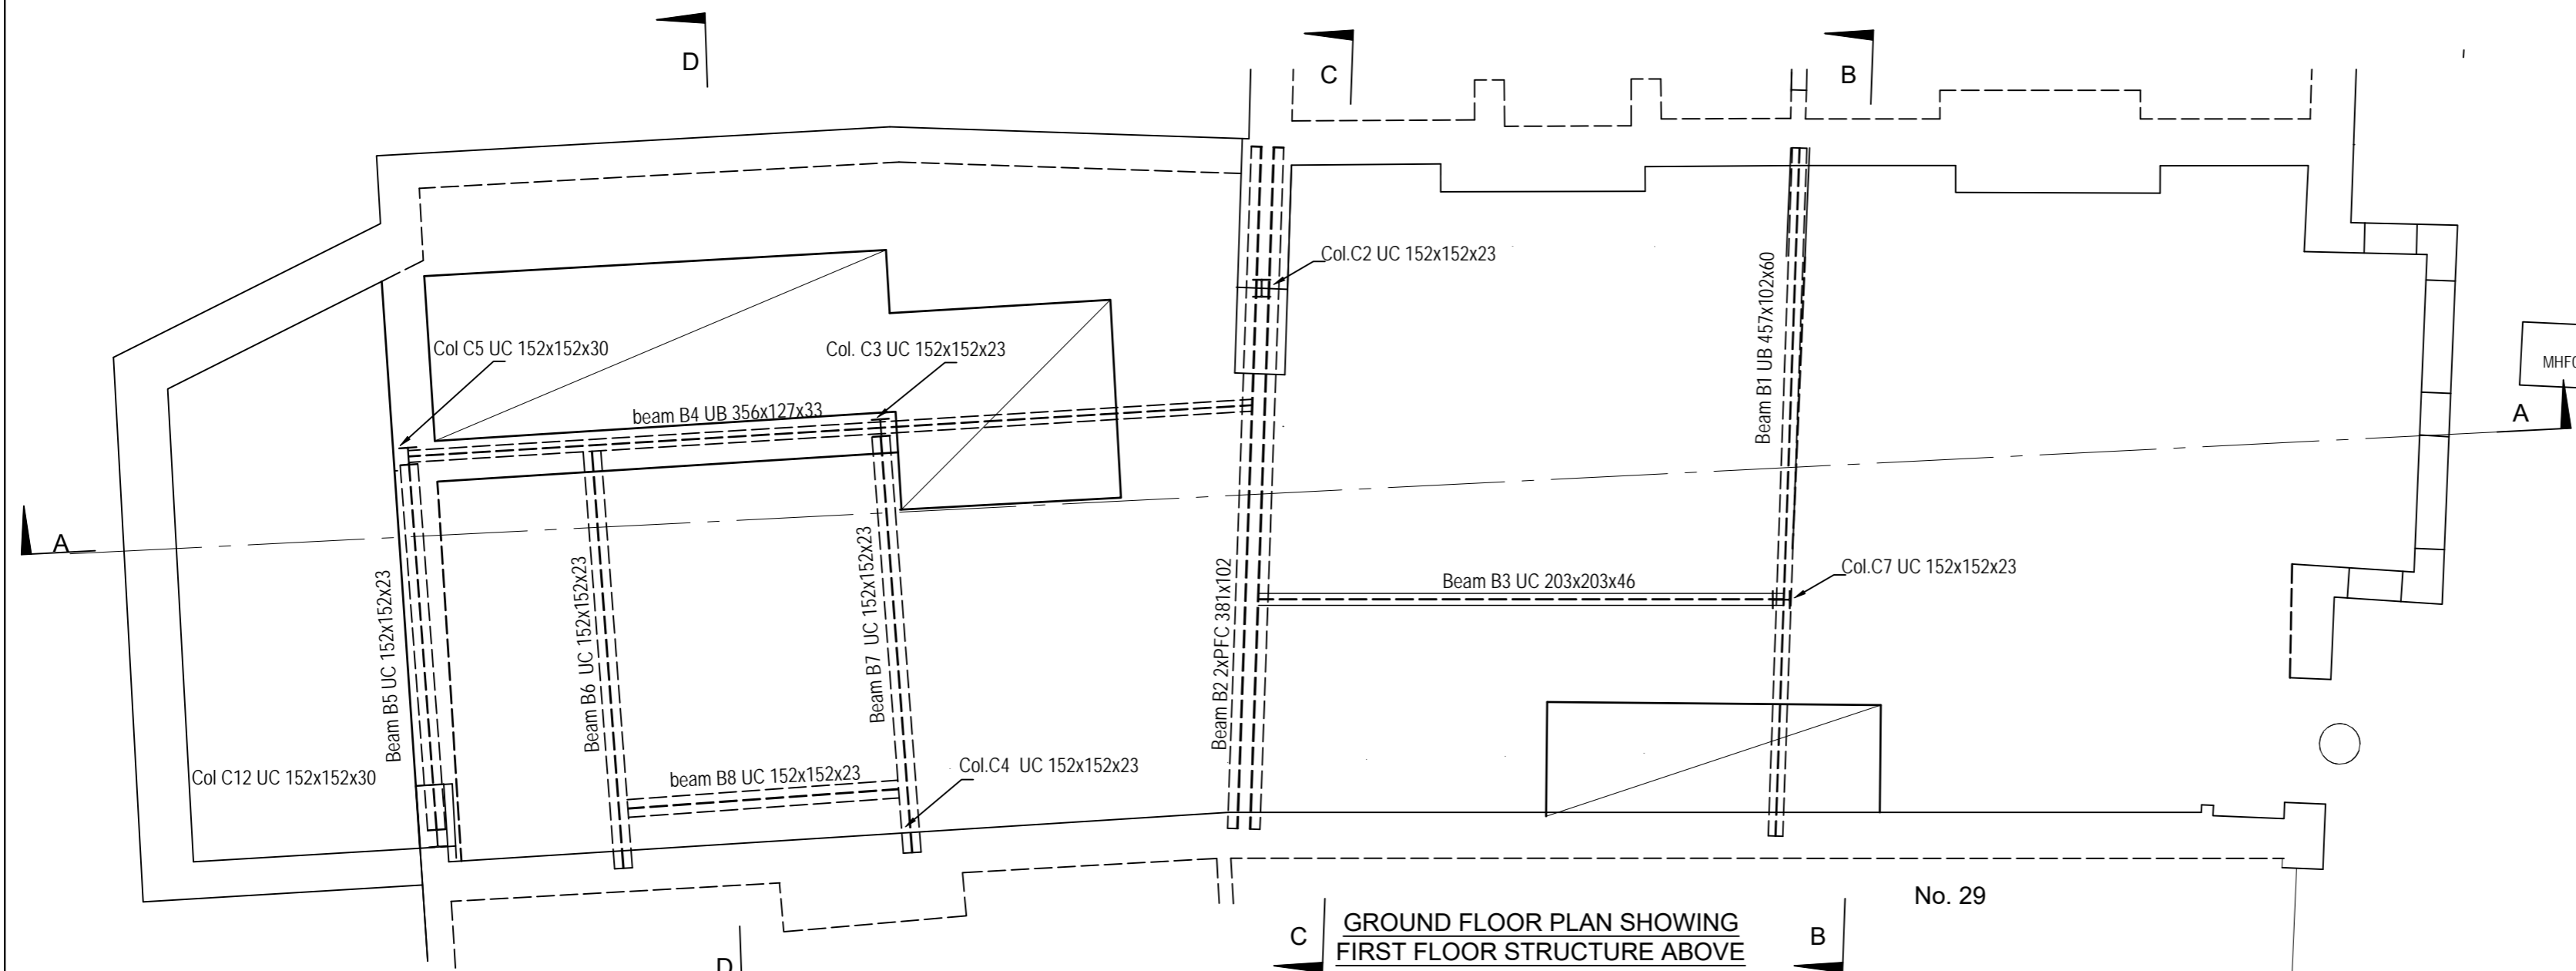 D
C
B
Col.C2 UC 152x152x23
Beam B1 UB 457x102x60
Col C5 UC 152x152x30
Col. C3 UC 152x152x23
MHFC
beam B4 UB 356x127x33
A
A
Col.C7 UC 152x152x23
Beam B3 UC 203x203x46
Beam B5 UC 152x152x23
Beam B6 UC 152x152x23
Beam B7 UC 152x152x23
Beam B2 2xPFC 381x102
Col C12 UC 152x152x30
beam B8 UC 152x152x23
Col.C4 UC 152x152x23
No. 29
GROUND FLOOR PLAN SHOWING
FIRST FLOOR STRUCTURE ABOVE
C
B
D